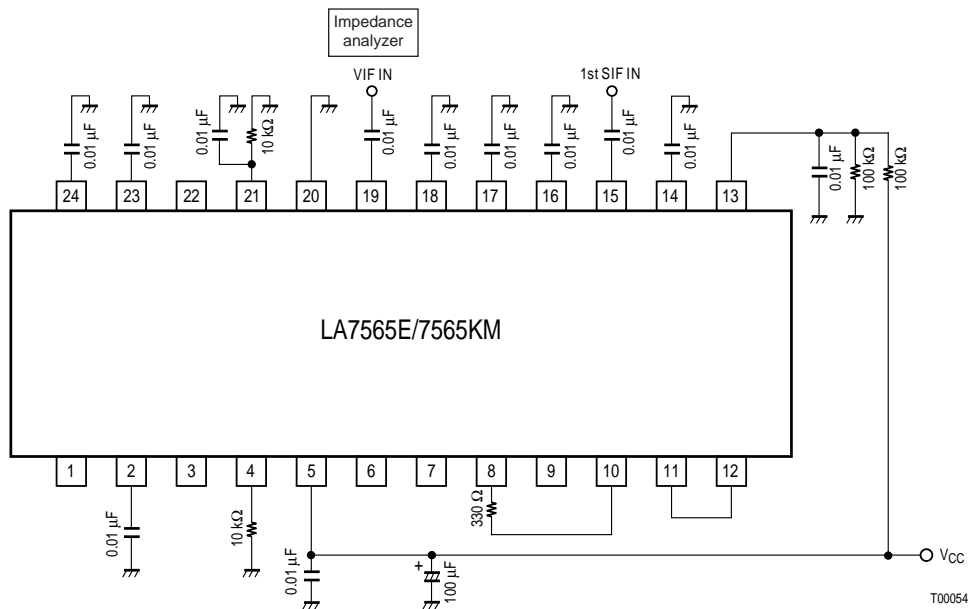 Impedance
analyzer
VIF IN
1st SIF IN
0.01 µF
0.01 µF
0.01 µF
10 kΩ
0.01 µF
0.01 µF
0.01 µF
0.01 µF
0.01 µF
0.01 µF
0.01 µF
100 kΩ
100 kΩ
24
23
22
21
20
19
18
17
16
15
14
13
LA7565E/7565KM
1
2
3
4
5
6
7
8
9
10
11
12
0.01 µF
10 kΩ
0.01 µF
+
100 µF
330 Ω
VCC
T00054